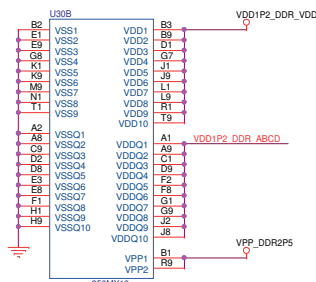 U30B
B2 VSS1 VDD1 B3 VDD1P2_DDR_VDD
E1 VSS2 VDD2 B9
E9 VSS3 VDD3 D1
G8 VSS4 VDD4 G7
K1 VSS5 VDD5 J1
K9 VSS6 VDD6 J9
M9 VSS7 VDD7 L1
N1 VSS8 VDD8 L9
T1 VSS9 VDD9 R1
VDD10 T9
A2 VSSQ1 VDDQ1 A1 VDD1P2_DDR_ABCD
A8 VSSQ2 VDDQ2 A9
C9 VSSQ3 VDDQ3 C1
D2 VSSQ4 VDDQ4 D9
D8 VSSQ5 VDDQ5 F2
E3 VSSQ6 VDDQ6 F8
E8 VSSQ7 VDDQ7 G1
F1 VSSQ8 VDDQ8 G9
H1 VSSQ9 VDDQ9 J2
H9 VSSQ10 VDDQ10 J8
VPP1 B1 VPP_DDR2P5
VPP2 R9